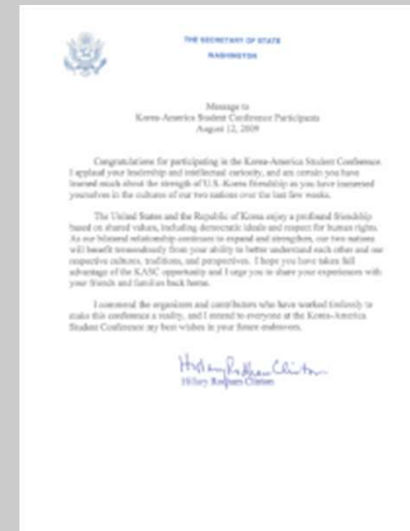 THE SECRETARY OF STATE
WASHINGTON
Message to
Korea-America Student Conference Participants
August 12, 2009
Congratulations for participating in the Korea-America Student Conference.
I applaud your leadership and intellectual curiosity, and am certain you have
learned much about the strength of U.S.-Korea friendship as you have immersed
yourselves in the cultures of our two nations over the last few weeks.
The United States and the Republic of Korea enjoy a profound friendship
based on shared values, including democratic ideals and respect for human rights.
As our bilateral relationship continues to expand and strengthen, our two nations
will benefit tremendously from your ability to better understand each other and our
respective cultures, traditions, and perspectives. I hope you have taken full
advantage of the KASC opportunity and I urge you to share your experiences with
your friends and families back home.
I commend the organizers and contributors who have worked tirelessly to
make this conference a reality, and I extend to everyone at the Korea-America
Student Conference my best wishes in your future endeavors.
Hillary Rodham Clinton
Hillary Rodham Clinton